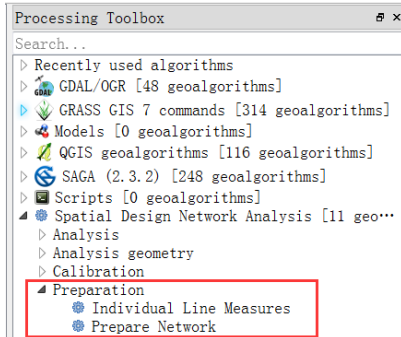 Processing Toolbox
Search...
Recently used algorithms
GDAL/OGR [48 geoalgorithms]
GRASS GIS 7 commands [314 geoalgorithms]
Models [0 geoalgorithms]
QGIS geoalgorithms [116 geoalgorithms]
SAGA (2.3.2) [248 geoalgorithms]
Scripts [0 geoalgorithms]
Spatial Design Network Analysis [11 geo…
Analysis
Analysis geometry
Calibration
Preparation
Individual Line Measures
Prepare Network